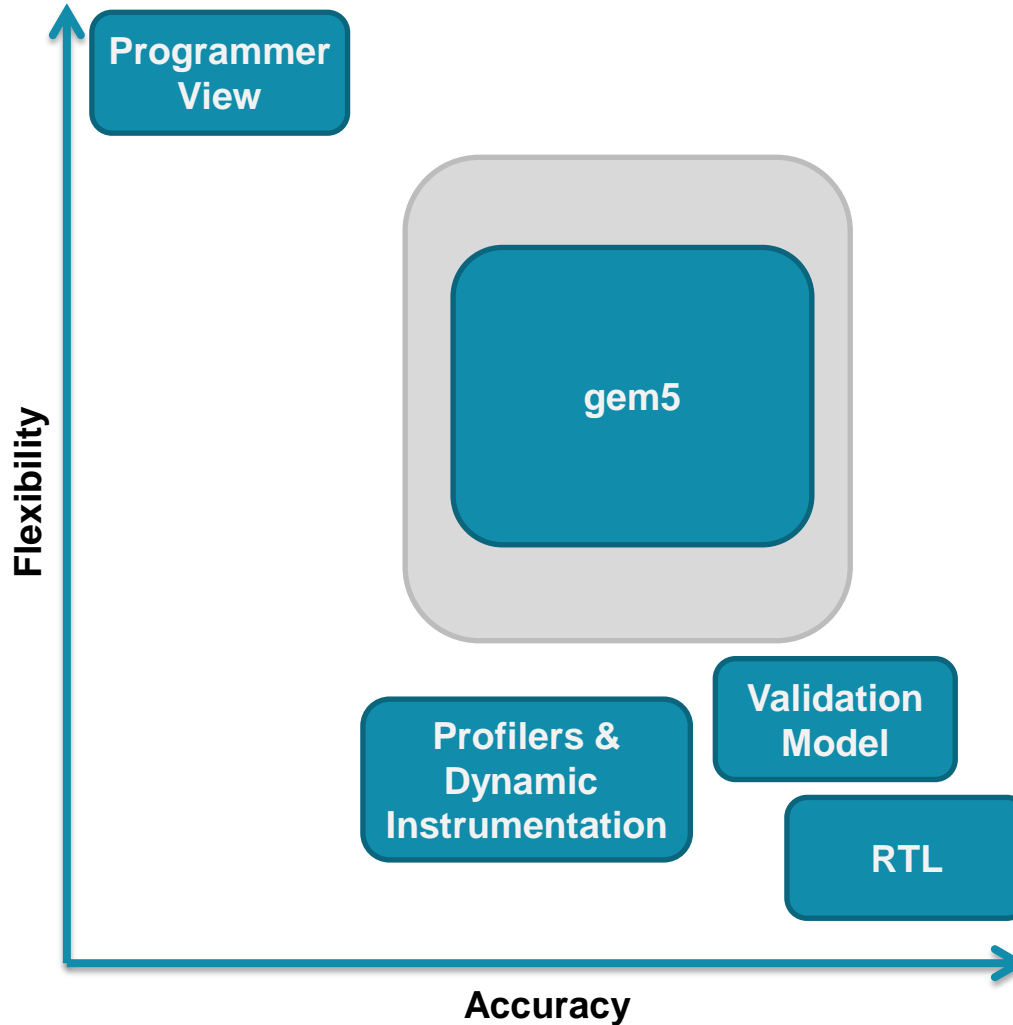 Programmer
View
gem5
Flexibility
Validation
Model
Profilers &
Dynamic
Instrumentation
RTL
Accuracy